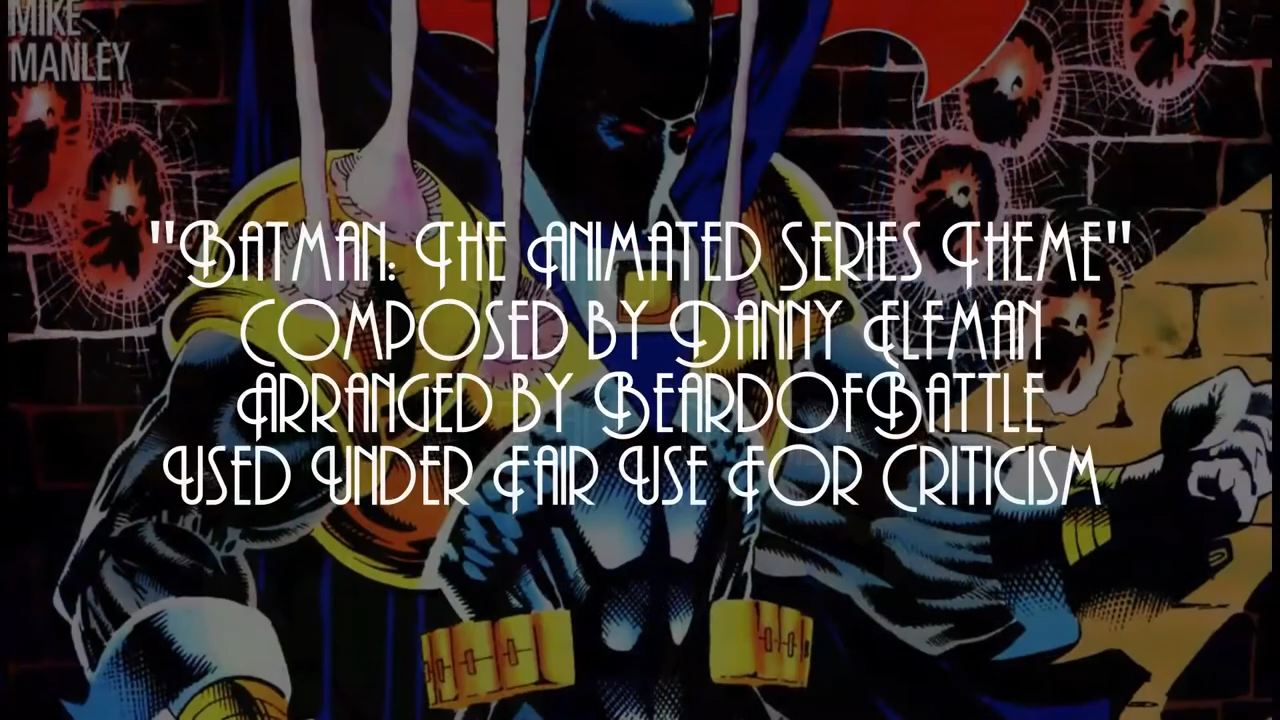 MIKE
MANLEY
"Batman: The Animated Series Theme"
Composed by Danny Elfman
Arranged by BeardofBattle
Used Under Fair Use For Criticism